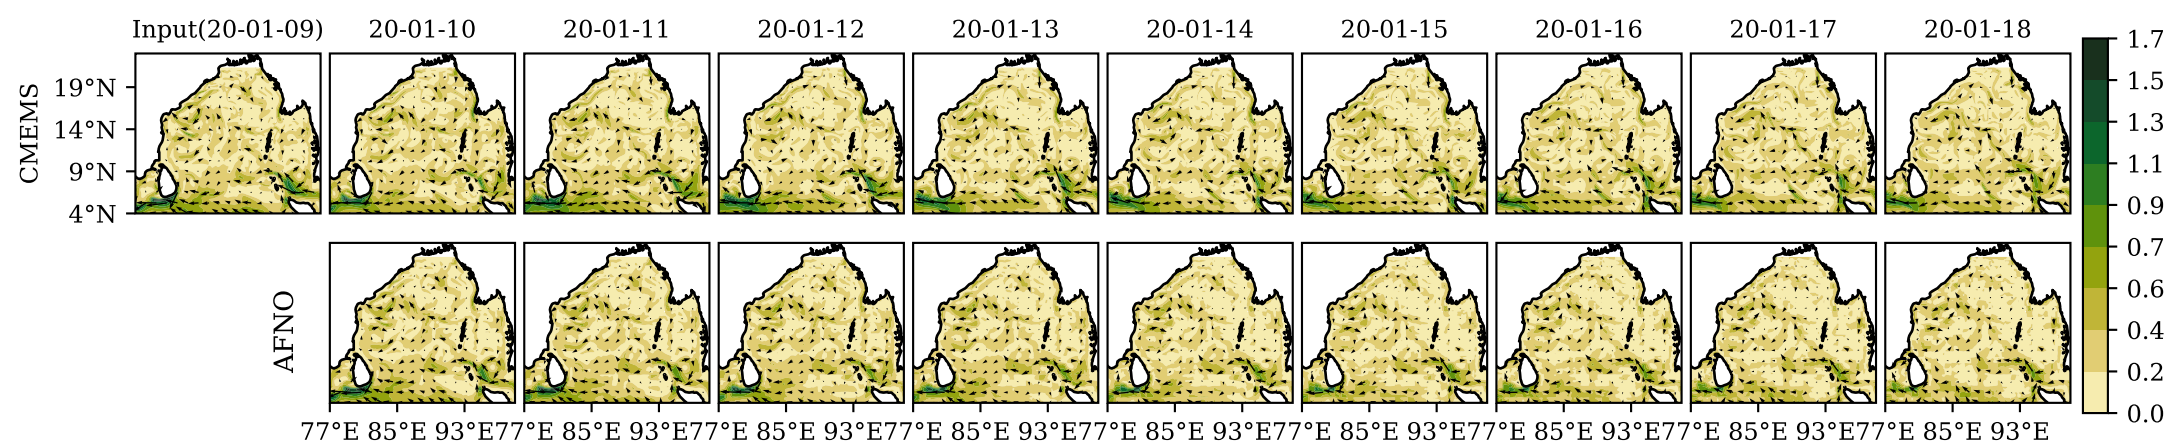 Input(20-01-09) 20-01-10 20-01-11 20-01-12 20-01-13 20-01-14 20-01-15 20-01-16 20-01-17 20-01-18
CMEMS
19°N
14°N
9°N
4°N
AFNO
77°E 85°E 93°E77°E 85°E 93°E77°E 85°E 93°E77°E 85°E 93°E77°E 85°E 93°E77°E 85°E 93°E77°E 85°E 93°E77°E 85°E 93°E77°E 85°E 93°E
1.7
1.5
1.3
1.1
0.9
0.7
0.6
0.4
0.2
0.0